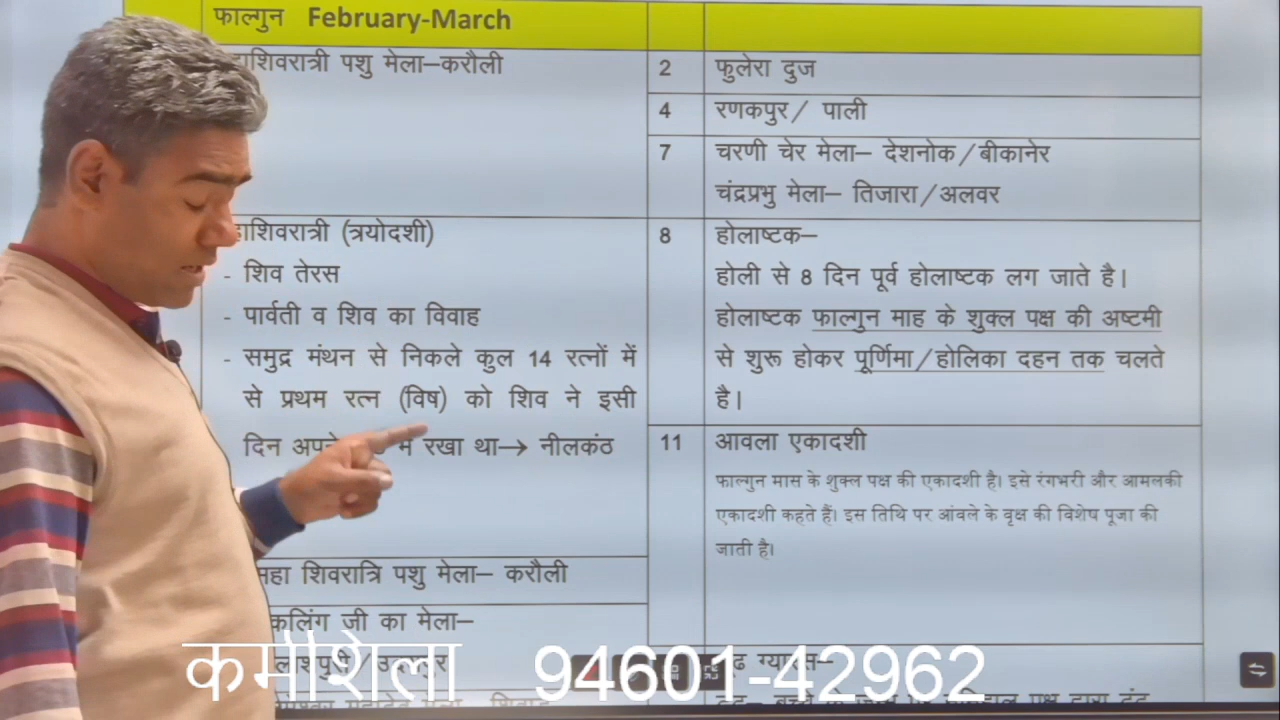 फाल्गुन February-March
पशु मेला– करौली
2 फुलेरा दुज
4 रणकपुर/ पाली
7 चरणी चेर मेला– देशनोक/बीकानेर
चंद्रप्रभु मेला– तिजारा/अलवर
(त्रयोदशी)
- शिव तेरस
- पार्वती व शिव का विवाह
- समुद्र मंथन से निकले कुल 14 रत्नों में
से प्रथम रत्न (विष) को शिव ने इसी
दिन में रखा था→ नीलकंठ
8 होलाष्टक–
होली से 8 दिन पूर्व होलाष्टक लग जाते है।
होलाष्टक फाल्गुन माह के शुक्ल पक्ष की अष्टमी
से शुरू होकर पूर्णिमा/होलिका दहन तक चलते
है।
11 आवला एकादशी
फाल्गुन मास के शुक्ल पक्ष की एकादशी है। इसे रंगभरी और आमलकी
एकादशी कहते हैं। इस तिथि पर आंवले के वृक्ष की विशेष पूजा की
जाती है।
शिवरात्रि पशु मेला– करौली
जी का मेला–
कर्मशिला 94601-42962